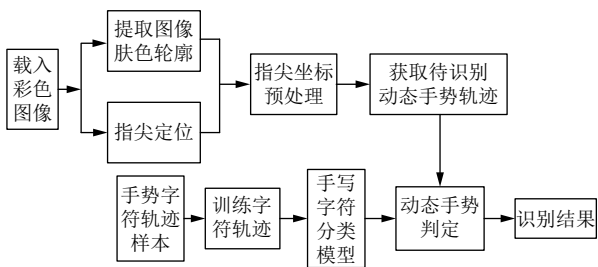 载入
彩色
图像
提取图像
肤色轮廓
指尖定位
指尖坐标
预处理
获取待识别
动态手势轨迹
手势字
符轨迹
样本
训练字
符轨迹
手写
字符
分类
模型
动态手势
判定
识别结果